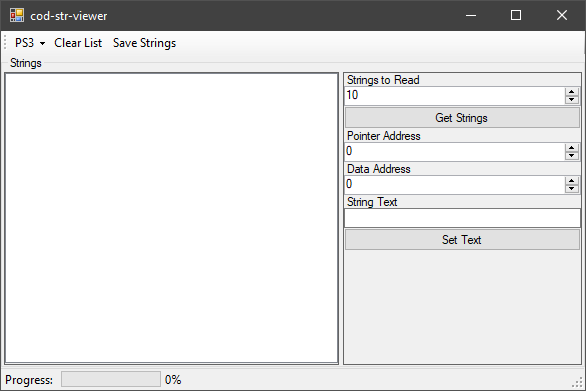 cod-str-viewer
PS3 Clear List Save Strings
Strings
Strings to Read
10
Get Strings
Pointer Address
0
Data Address
0
String Text
Set Text
Progress: 0%